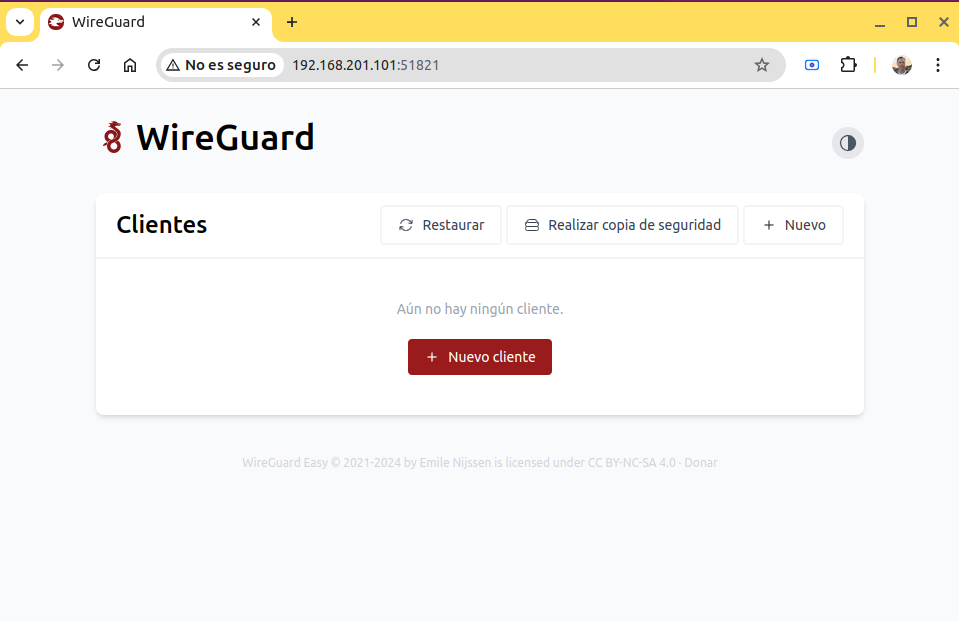 WireGuard
No es seguro 192.168.201.101:51821
WireGuard
Clientes
Restaurar
Realizar copia de seguridad
Nuevo
Aún no hay ningún cliente.
Nuevo cliente
WireGuard Easy © 2021-2024 by Emile Nijssen is licensed under CC BY-NC-SA 4.0 · Donar